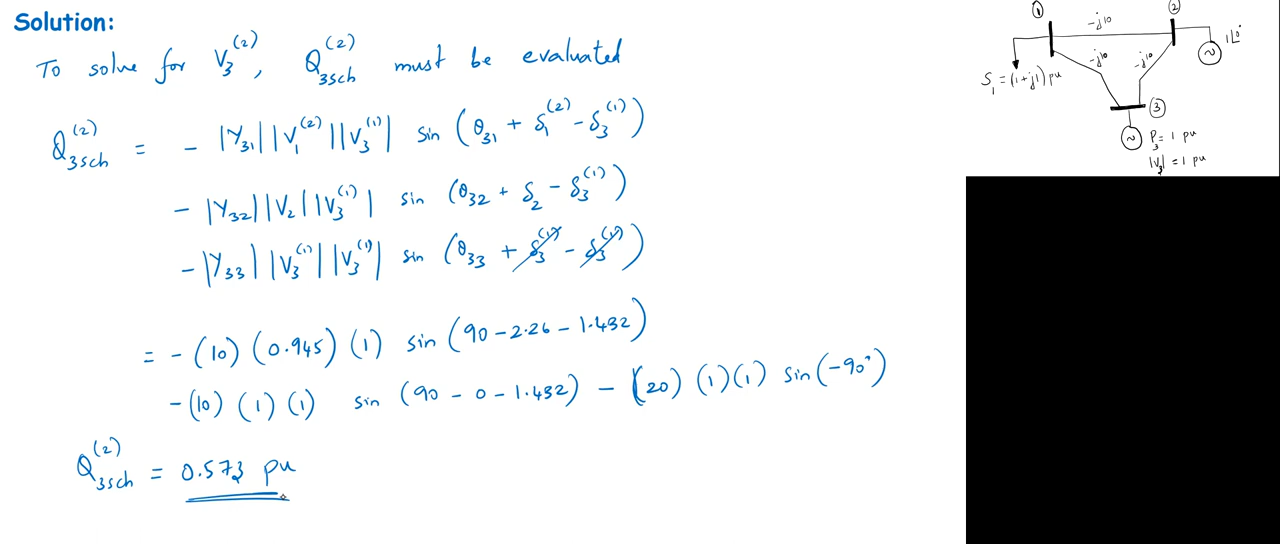 Solution:
To solve for V₃⁽²⁾, Q₃sch⁽²⁾ must be evaluated
Q₃sch⁽²⁾ = - |Y₃₁| |V₁⁽²⁾| |V₃⁽¹⁾| sin (θ₃₁ + δ₁⁽²⁾ - δ₃⁽¹⁾)
- |Y₃₂| |V₂| |V₃⁽¹⁾| sin (θ₃₂ + δ₂ - δ₃⁽¹⁾)
- |Y₃₃| |V₃⁽¹⁾| |V₃⁽¹⁾| sin (θ₃₃ + δ₃⁽¹⁾ - δ₃⁽¹⁾)
= - (10) (0.945) (1) sin (90 - 2.26 - 1.432)
- (10) (1) (1) sin (90 - 0 - 1.432) - (20) (1) (1) sin (-90°)
Q₃sch⁽²⁾ = 0.573 pu
① ②
-j10
-j10 -j10
1∠0°
S₁ = (1+j1) pu
③
P₃ = 1 pu
|V₃| = 1 pu